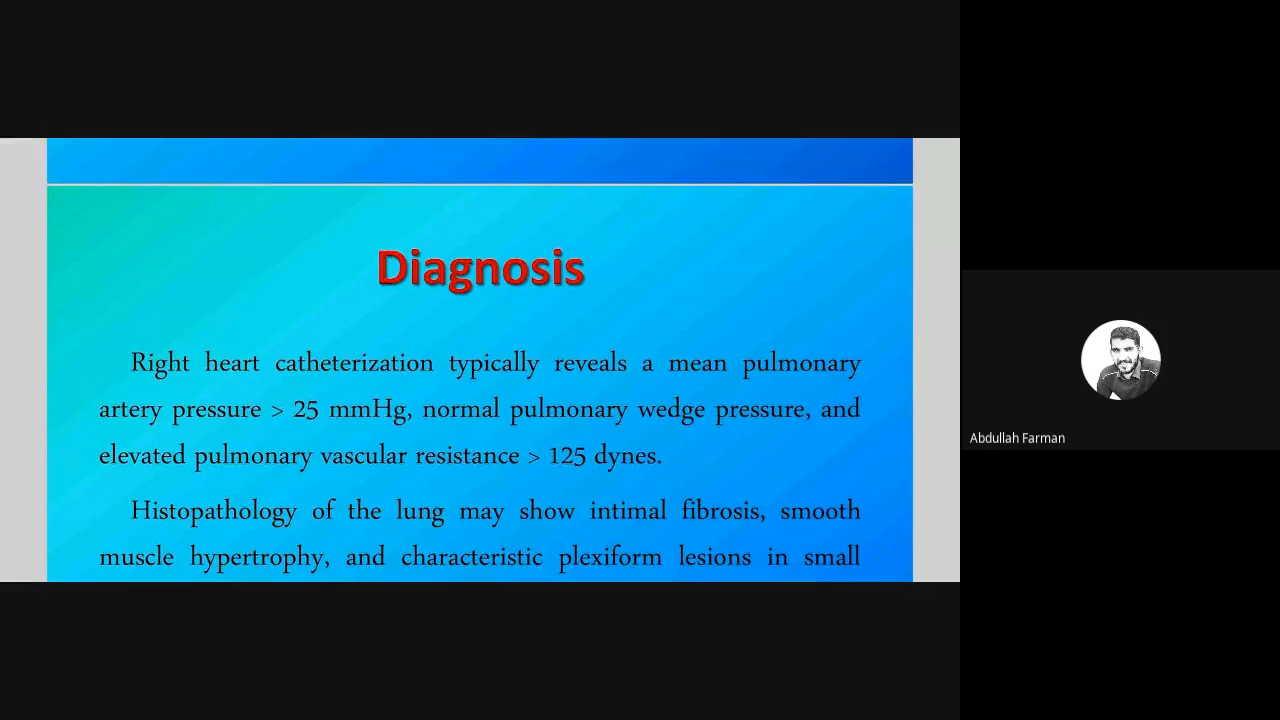 Diagnosis
Right heart catheterization typically reveals a mean pulmonary
artery pressure > 25 mmHg, normal pulmonary wedge pressure, and
elevated pulmonary vascular resistance > 125 dynes.
Histopathology of the lung may show intimal fibrosis, smooth
muscle hypertrophy, and characteristic plexiform lesions in small
Abdullah Farman